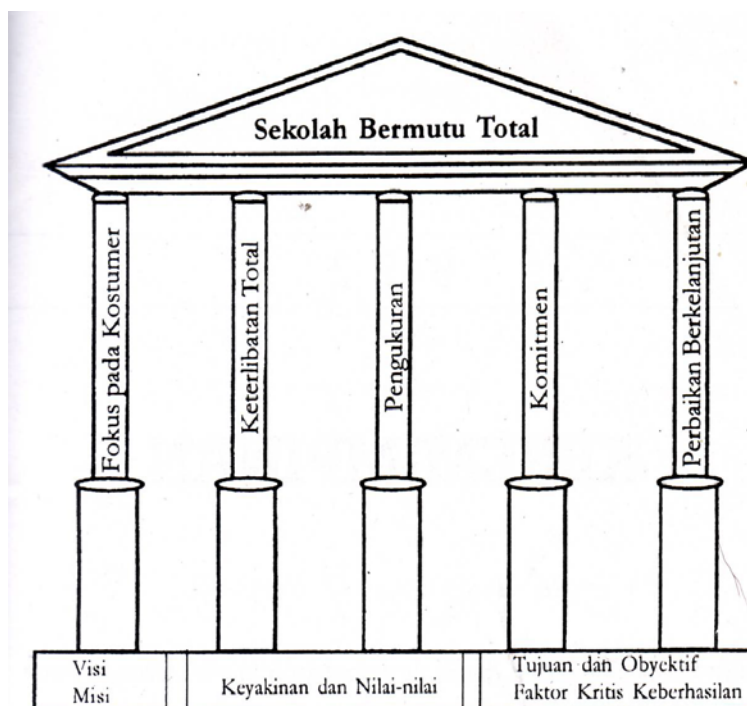 Sekolah Bermutu Total
Fokus pada Kostumer
Keterlibatan Total
Pengukuran
Komitmen
Perbaikan Berkelanjutan
Visi
Misi
Keyakinan dan Nilai-nilai
Tujuan dan Obyektif
Faktor Kritis Keberhasilan